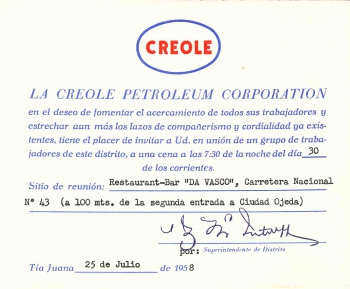 CREOLE
LA CREOLE PETROLEUM CORPORATION
en el deseo de fomentar el acercamiento de todos sus trabajadores y
estrechar aun más los lazos de compañerismo y cordialidad ya exis-
tentes, tiene el placer de invitar a Ud. en unión de un grupo de traba-
jadores de este distrito, a una cena a las 7:30 de la noche del día 30
de los corrientes.
Sitio de reunión: Restaurant-Bar "DA VASCO", Carretera Nacional
Nº 43 (a 100 mts. de la segunda entrada a Ciudad Ojeda)
por: Superintendente de Distrito
Tía Juana 25 de Julio de 1958